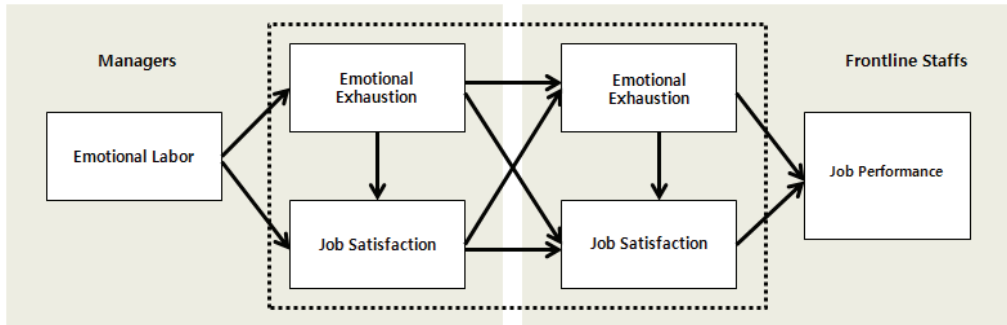 Managers
Frontline Staffs
Emotional Labor
Emotional
Exhaustion
Job Satisfaction
Emotional
Exhaustion
Job Satisfaction
Job Performance